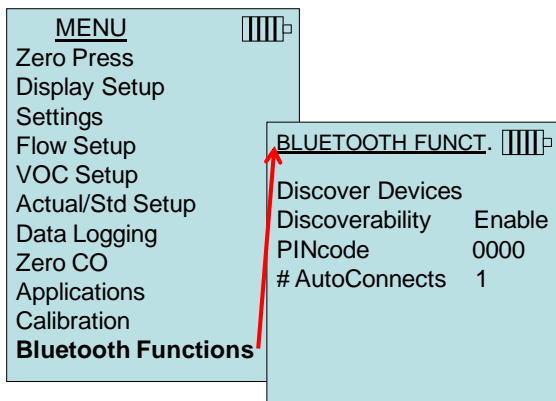 MENU
Zero Press
Display Setup
Settings
Flow Setup
VOC Setup
Actual/Std Setup
Data Logging
Zero CO
Applications
Calibration
Bluetooth Functions
BLUETOOTH FUNCT.
Discover Devices
Discoverability Enable
PINcode 0000
# AutoConnects 1